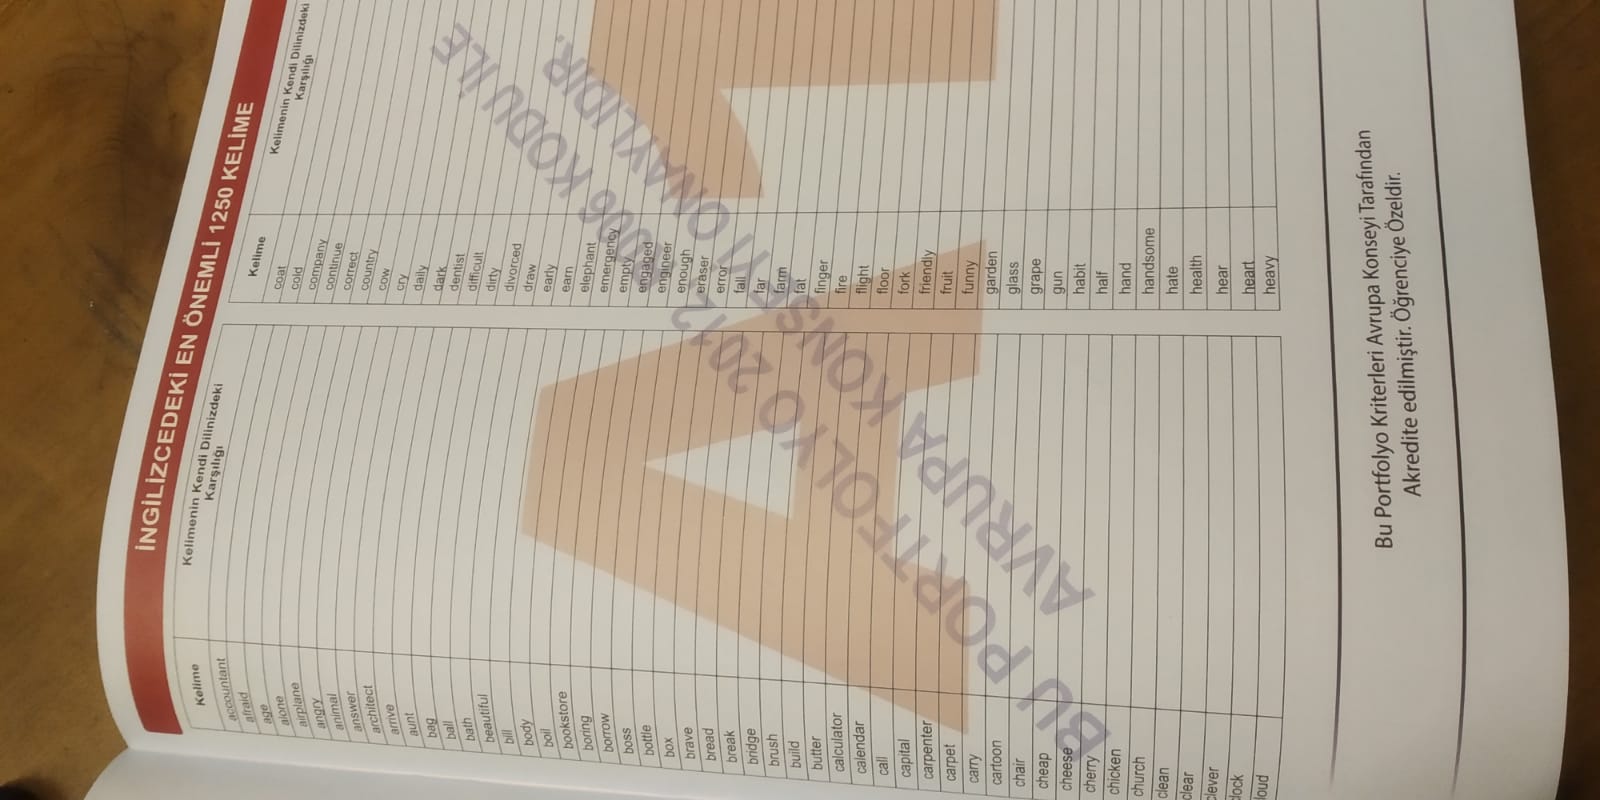 İNGİLİZCEDEKİ EN ÖNEMLİ 1250 KELİME
Kelime
Kelimenin Kendi Dilinizdeki
Karşılığı
accountant
afraid
age
alone
airplane
angry
animal
answer
architect
arrive
aunt
bag
ball
bath
beautiful
bill
body
boil
bookstore
boring
borrow
boss
bottle
box
brave
bread
break
bridge
brush
build
butter
calculator
calendar
call
capital
carpenter
carpet
carry
cartoon
chair
cheap
cheese
cherry
chicken
church
clean
clear
clever
clock
loud
Kelime
Kelimenin Kendi Dilinizdeki
Karşılığı
coat
cold
company
continue
correct
country
cow
cry
daily
dark
dentist
difficult
dirty
divorced
draw
early
earn
elephant
emergency
empty
engaged
engineer
enough
eraser
error
fall
far
farm
fat
finger
fire
flight
floor
fork
friendly
fruit
funny
garden
glass
grape
gun
habit
half
hand
handsome
hate
health
hear
heart
heavy
A1
BU PORTFOLYO 2012, R006 KODU İLE
AVRUPA KONSEYİ ONAYLIDIR.
Bu Portfolyo Kriterleri Avrupa Konseyi Tarafından
Akredite edilmiştir. Öğrenciye Özeldir.